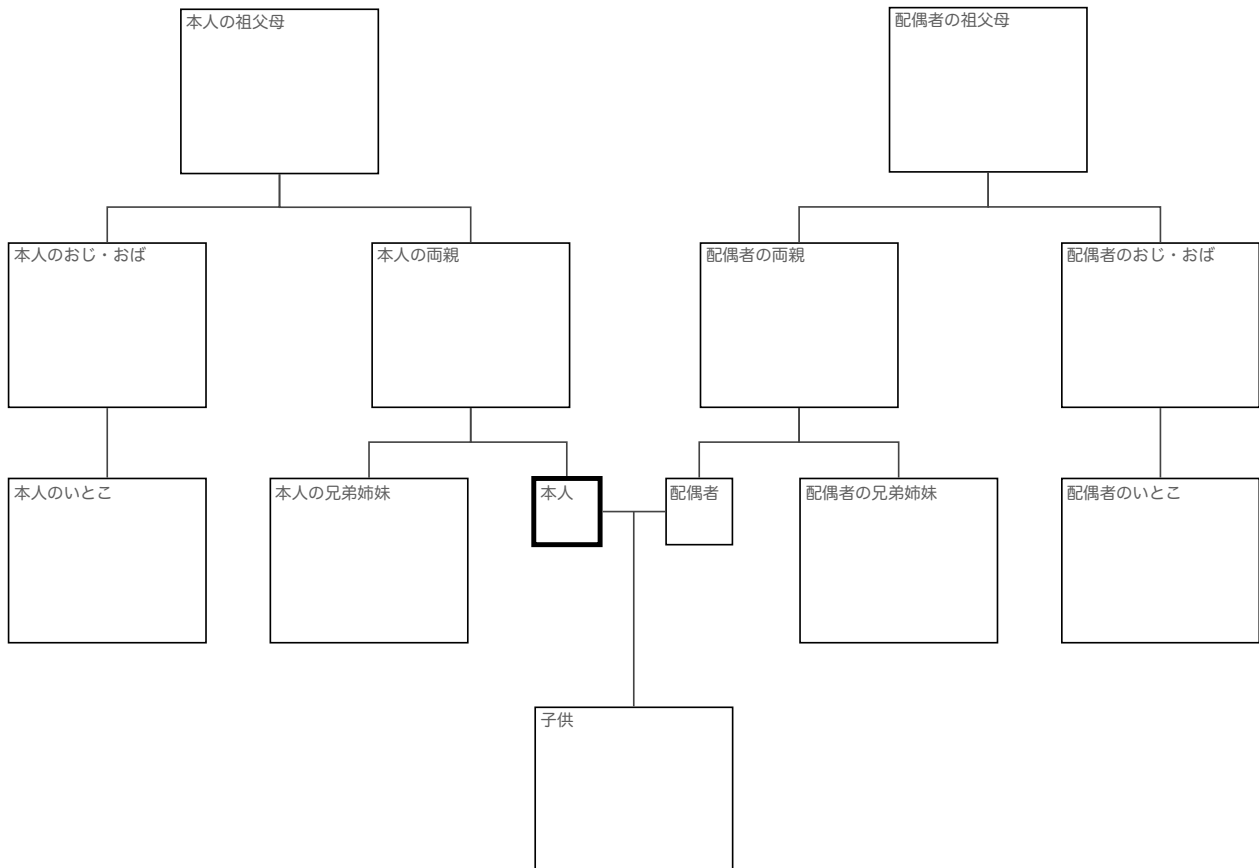 本人の祖父母
配偶者の祖父母
本人のおじ・おば
本人の両親
配偶者の両親
配偶者のおじ・おば
本人のいとこ
本人の兄弟姉妹
本人
配偶者
配偶者の兄弟姉妹
配偶者のいとこ
子供